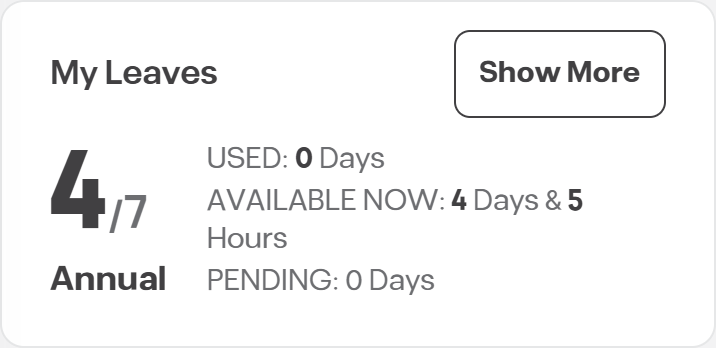 My Leaves
Show More
4/7
Annual
USED: 0 Days
AVAILABLE NOW: 4 Days & 5
Hours
PENDING: 0 Days